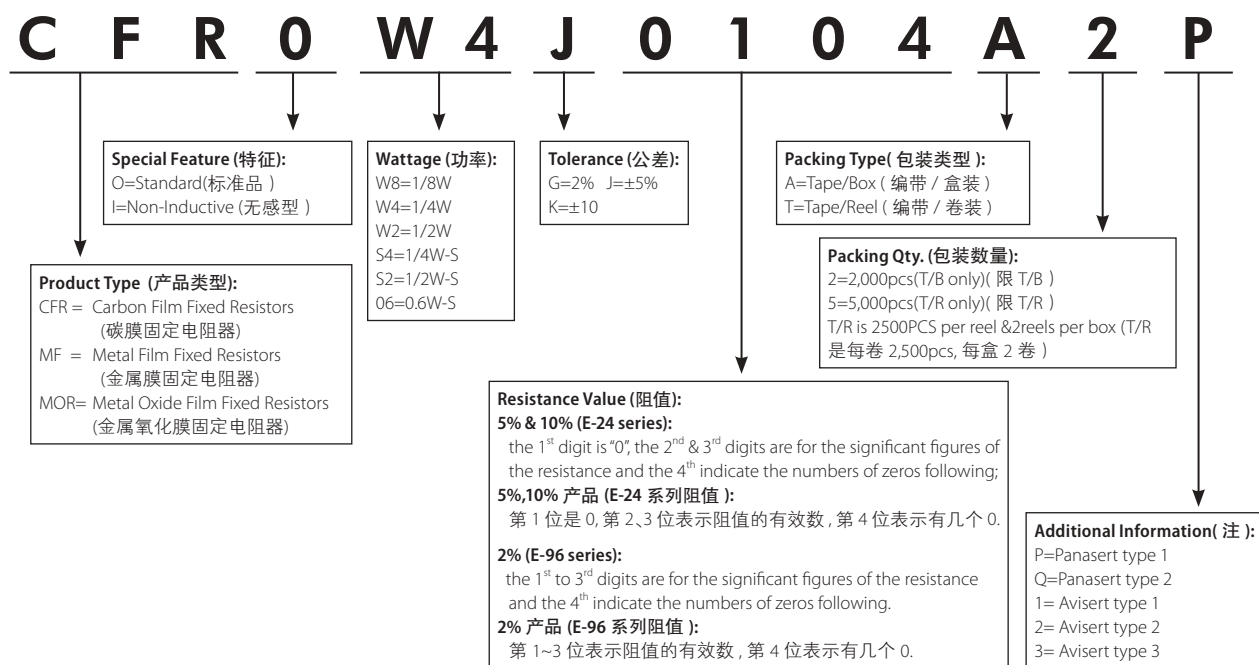 C F R 0 W 4 J 0 1 0 4 A 2 P
Special Feature (特征):
O=Standard(标准品 )
I=Non-Inductive (无感型 )
Wattage (功率):
W8=1/8W
W4=1/4W
W2=1/2W
S4=1/4W-S
S2=1/2W-S
06=0.6W-S
Tolerance (公差):
G=2% J=±5%
K=±10
Packing Type( 包装类型 ):
A=Tape/Box ( 编带 / 盒装 )
T=Tape/Reel ( 编带 / 卷装 )
Packing Qty. (包装数量):
2=2,000pcs(T/B only)( 限 T/B )
5=5,000pcs(T/R only)( 限 T/R )
T/R is 2500PCS per reel &2reels per box (T/R
是每卷 2,500pcs, 每盒 2 卷 )
Product Type (产品类型):
CFR = Carbon Film Fixed Resistors
(碳膜固定电阻器)
MF = Metal Film Fixed Resistors
(金属膜固定电阻器)
MOR= Metal Oxide Film Fixed Resistors
(金属氧化膜固定电阻器)
Resistance Value (阻值):
5% & 10% (E-24 series):
the 1st digit is "0", the 2nd & 3rd digits are for the significant figures of
the resistance and the 4th indicate the numbers of zeros following;
5%,10% 产品 (E-24 系列阻值 ):
第 1 位是 0, 第 2、3 位表示阻值的有效数 , 第 4 位表示有几个 0.
2% (E-96 series):
the 1st to 3rd digits are for the significant figures of the resistance
and the 4th indicate the numbers of zeros following.
2% 产品 (E-96 系列阻值 ):
第 1~3 位表示阻值的有效数 , 第 4 位表示有几个 0.
Additional Information( 注 ):
P=Panasert type 1
Q=Panasert type 2
1= Avisert type 1
2= Avisert type 2
3= Avisert type 3